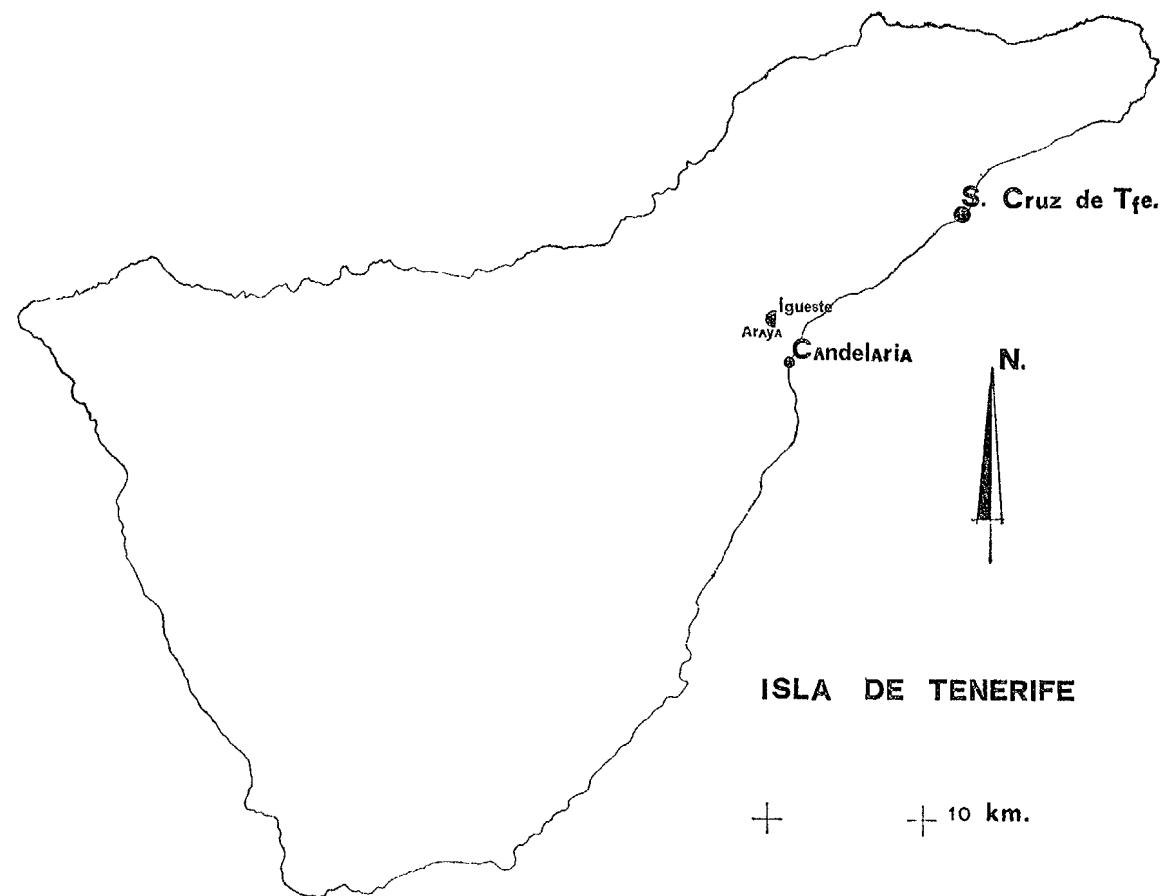 S. Cruz de Tfe.
Igueste
Araya
Candelaria
N.
ISLA DE TENERIFE
10 km.